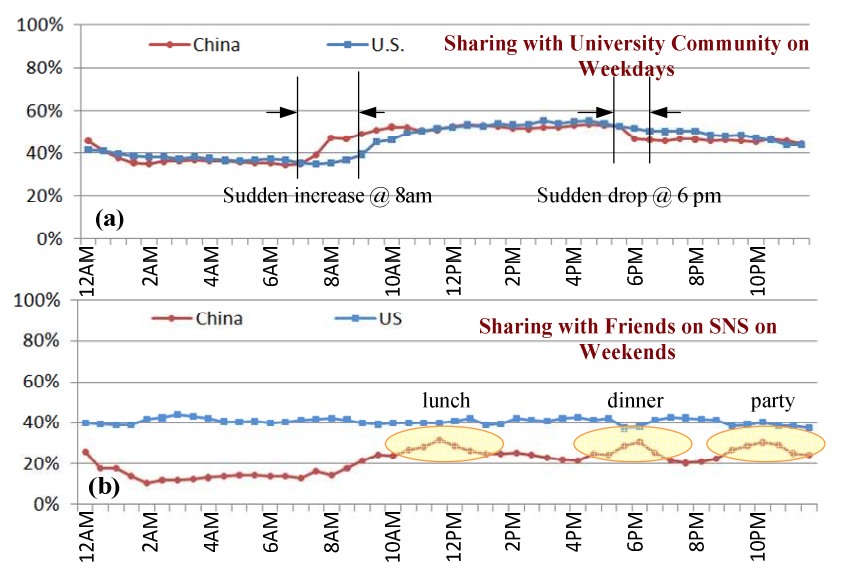 100%
China
U.S.
Sharing with University Community on
Weekdays
80%
60%
40%
20%
Sudden increase @ 8am
Sudden drop @ 6 pm
(a)
0%
12AM
2AM
4AM
6AM
8AM
10AM
12PM
2PM
4PM
6PM
8PM
10PM
100%
China
US
Sharing with Friends on SNS on
Weekends
80%
60%
lunch
dinner
party
40%
20%
(b)
0%
12AM
2AM
4AM
6AM
8AM
10AM
12PM
2PM
4PM
6PM
8PM
10PM